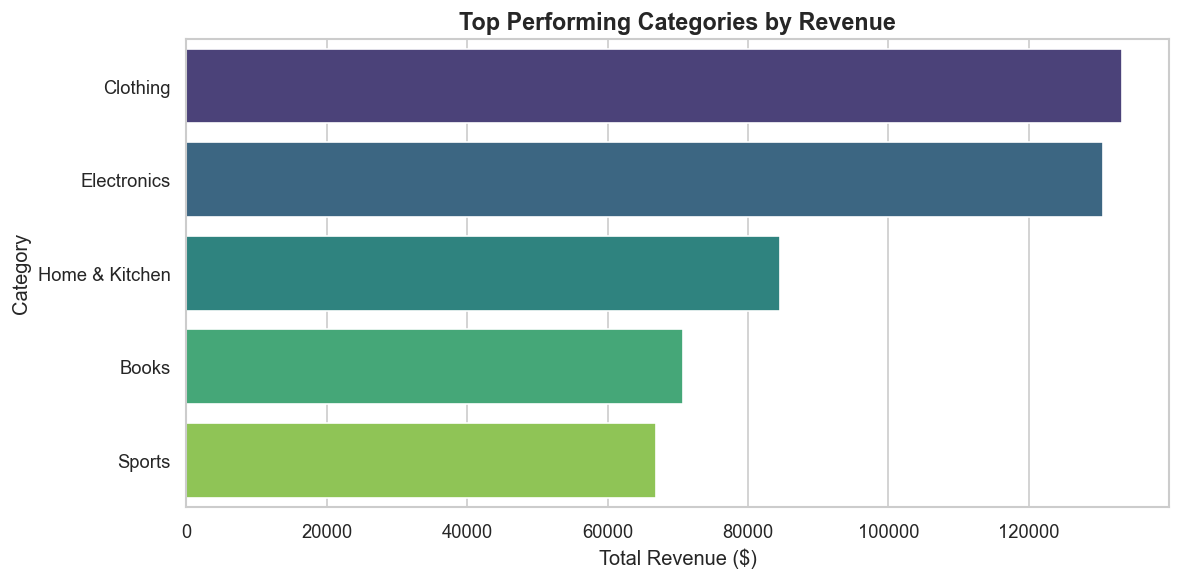 Top Performing Categories by Revenue
Category
Clothing
Electronics
Home & Kitchen
Books
Sports
0 20000 40000 60000 80000 100000 120000
Total Revenue ($)